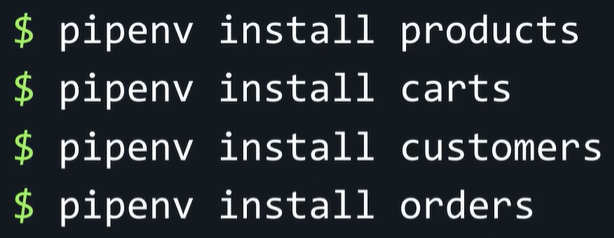 $ pipenv install products
$ pipenv install carts
$ pipenv install customers
$ pipenv install orders